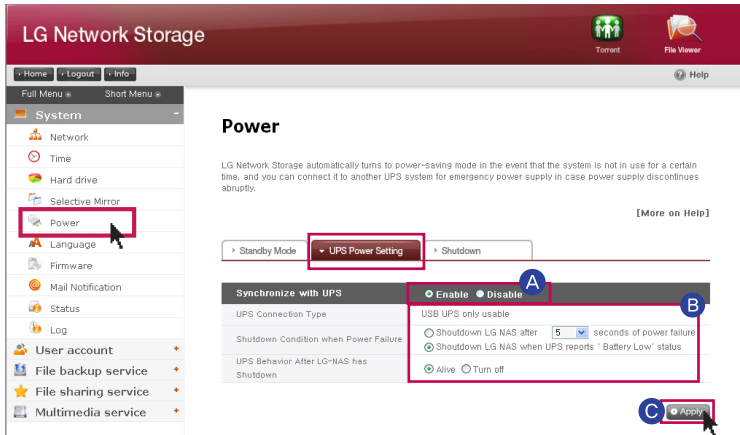 LG Network Storage
Torrent
File Viewer
Home Logout Info
Help
Full Menu Short Menu
System -
Network
Time
Hard drive
Selective Mirror
Power
Language
Firmware
Mail Notification
Status
Log
User account +
File backup service +
File sharing service +
Multimedia service +
Power
LG Network Storage automatically turns to power-saving mode in the event that the system is not in use for a certain
time, and you can connect it to another UPS system for emergency power supply in case power supply discontinues
abruptly.
[More on Help]
Standby Mode UPS Power Setting Shutdown
A
Synchronize with UPS Enable Disable
B
UPS Connection Type USB UPS only usable
Shutdown Condition when Power Failure Shutdown LG NAS after 5 seconds of power failure
Shutdown LG NAS when UPS reports " Battery Low" status
UPS Behavior After LG-NAS has
Shutdown
Alive Turn off
C Apply